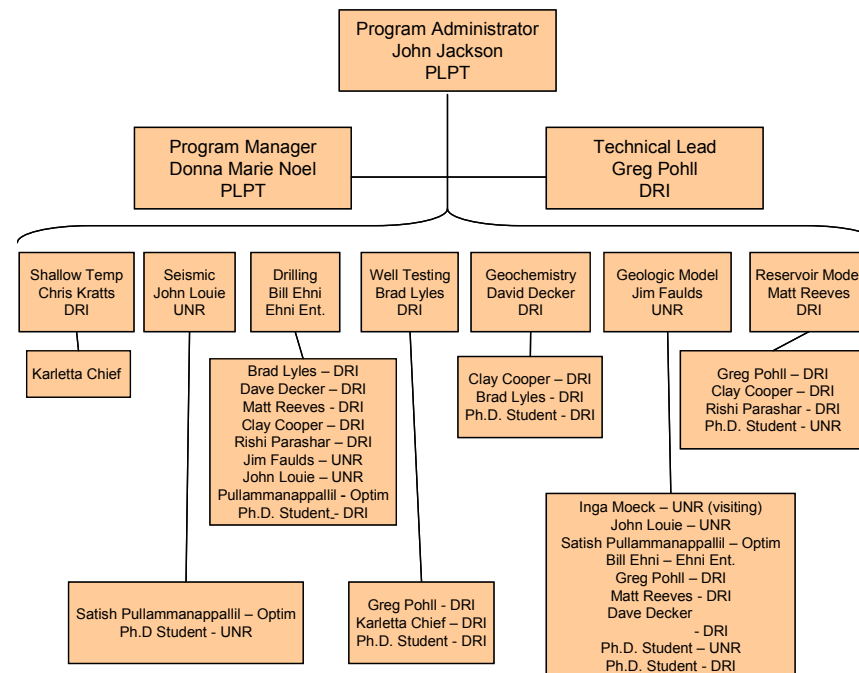 Program Administrator
John Jackson
PLPT
Program Manager
Donna Marie Noel
PLPT
Technical Lead
Greg Pohll
DRI
Shallow Temp
Chris Kratts
DRI
Seismic
John Louie
UNR
Drilling
Bill Ehni
Ehni Ent.
Well Testing
Brad Lyles
DRI
Geochemistry
David Decker
DRI
Geologic Model
Jim Faulds
UNR
Reservoir Model
Matt Reeves
DRI
Karletta Chief
Brad Lyles – DRI
Dave Decker – DRI
Matt Reeves - DRI
Clay Cooper – DRI
Rishi Parashar – DRI
Jim Faulds – UNR
John Louie – UNR
Pullammanappallil - Optim
Ph.D. Student - DRI
Clay Cooper – DRI
Brad Lyles - DRI
Ph.D. Student - DRI
Greg Pohll – DRI
Clay Cooper – DRI
Rishi Parashar - DRI
Ph.D. Student - UNR
Satish Pullammanappallil – Optim
Ph.D Student - UNR
Greg Pohll - DRI
Karletta Chief – DRI
Ph.D. Student - DRI
Inga Moeck – UNR (visiting)
John Louie – UNR
Satish Pullammanappallil – Optim
Bill Ehni – Ehni Ent.
Greg Pohll – DRI
Matt Reeves - DRI
Dave Decker
- DRI
Ph.D. Student – UNR
Ph.D. Student - DRI